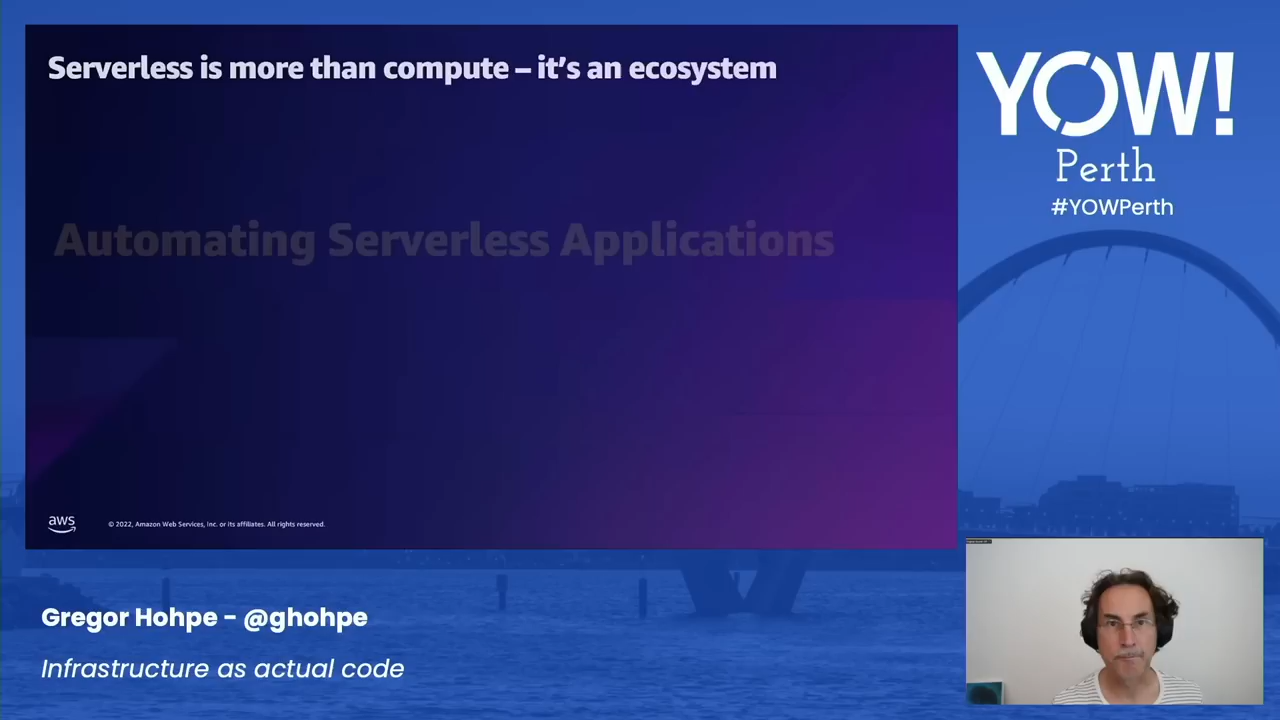 Serverless is more than compute – it's an ecosystem
Automating Serverless Applications
aws
© 2022, Amazon Web Services, Inc. or its affiliates. All rights reserved.
YOW!
Perth
#YOWPerth
Gregor Hohpe - @ghohpe
Infrastructure as actual code